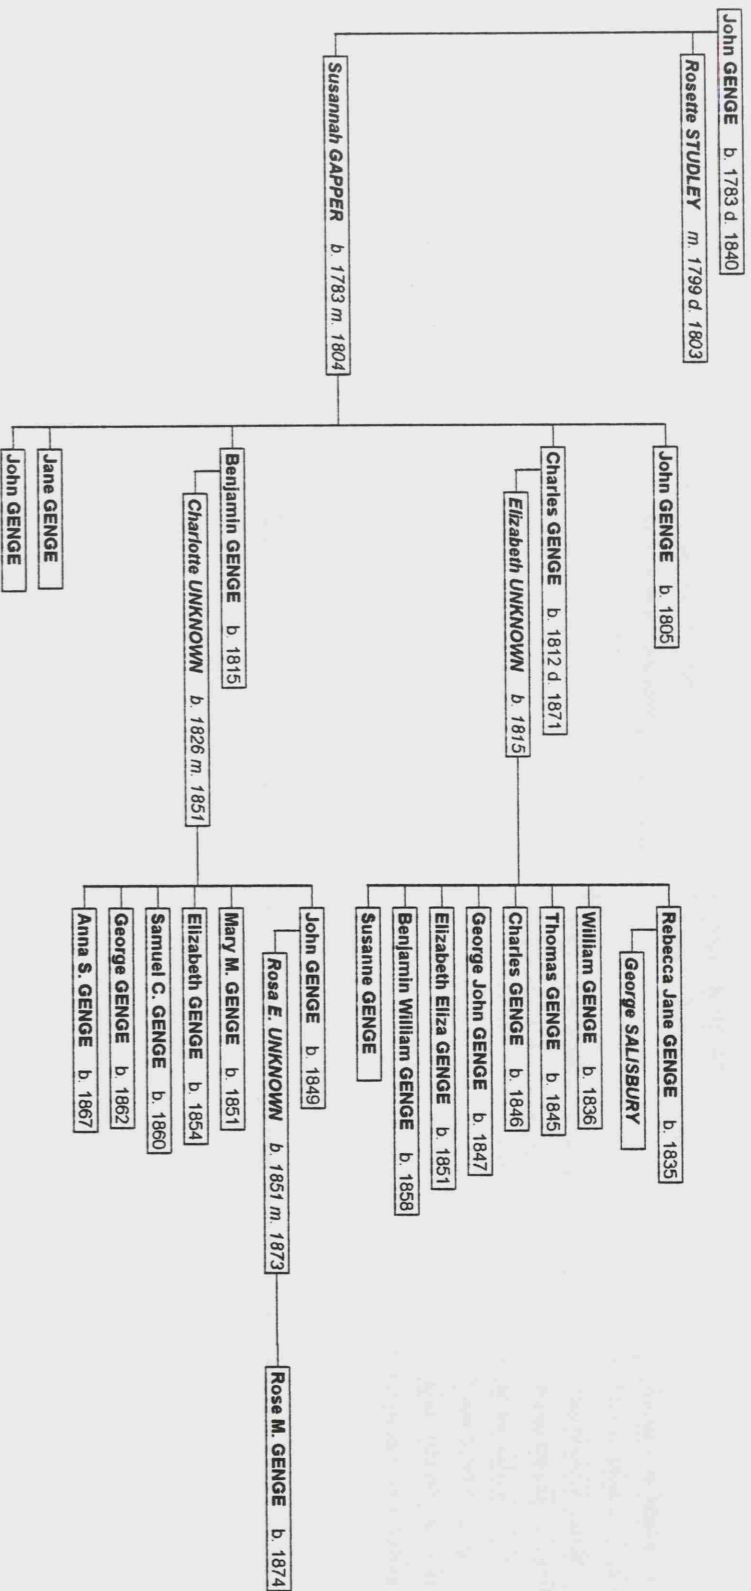 John GENGE b. 1783 d. 1840
Rosette STUDLEY m. 1799 d. 1803
Susannah GAPPER b. 1783 m. 1804
John GENGE b. 1805
Charles GENGE b. 1812 d. 1871
Elizabeth UNKNOWN b. 1815
Rebecca Jane GENGE b. 1835
George SALISBURY
William GENGE b. 1836
Thomas GENGE b. 1845
Charles GENGE b. 1846
George John GENGE b. 1847
Elizabeth Eliza GENGE b. 1851
Benjamin William GENGE b. 1858
Susanne GENGE
Benjamin GENGE b. 1815
Charlotte UNKNOWN b. 1826 m. 1851
John GENGE b. 1849
Rosa E. UNKNOWN b. 1851 m. 1873
Rose M. GENGE b. 1874
Mary M. GENGE b. 1851
Elizabeth GENGE b. 1854
Samuel C. GENGE b. 1860
George GENGE b. 1862
Anna S. GENGE b. 1867
Jane GENGE
John GENGE